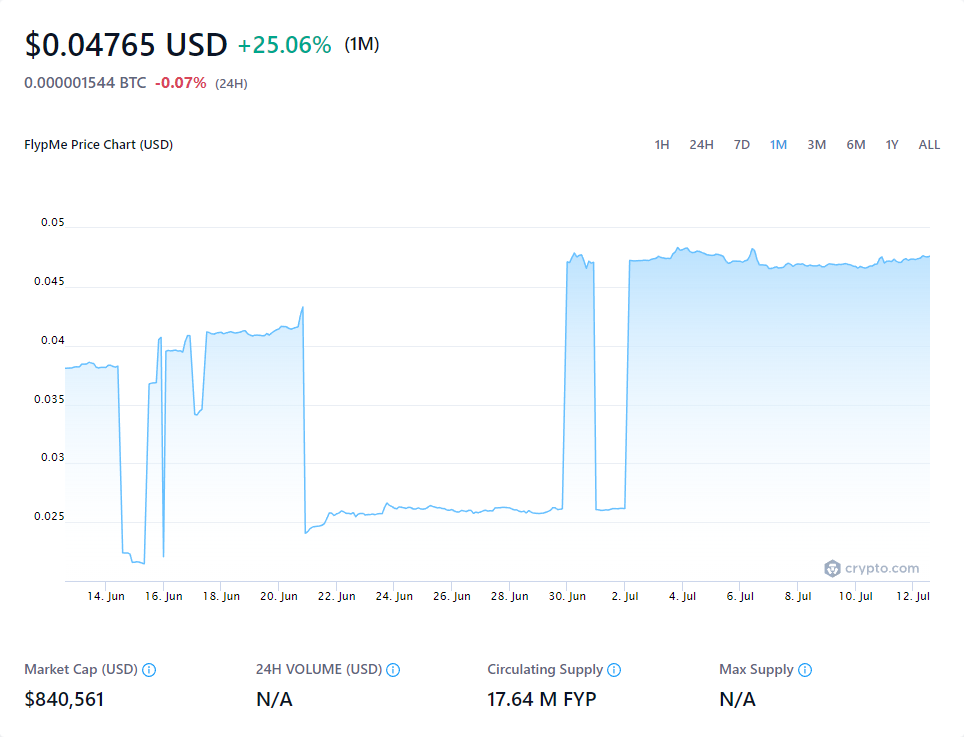 $0.04765 USD +25.06% (1M)
0.000001544 BTC -0.07% (24H)
FlypMe Price Chart (USD)
1H 24H 7D 1M 3M 6M 1Y ALL
0.05
0.045
0.04
0.035
0.03
0.025
crypto.com
14. Jun 16. Jun 18. Jun 20. Jun 22. Jun 24. Jun 26. Jun 28. Jun 30. Jun 2. Jul 4. Jul 6. Jul 8. Jul 10. Jul 12. Jul
Market Cap (USD) 24H VOLUME (USD) Circulating Supply Max Supply
$840,561 N/A 17.64 M FYP N/A